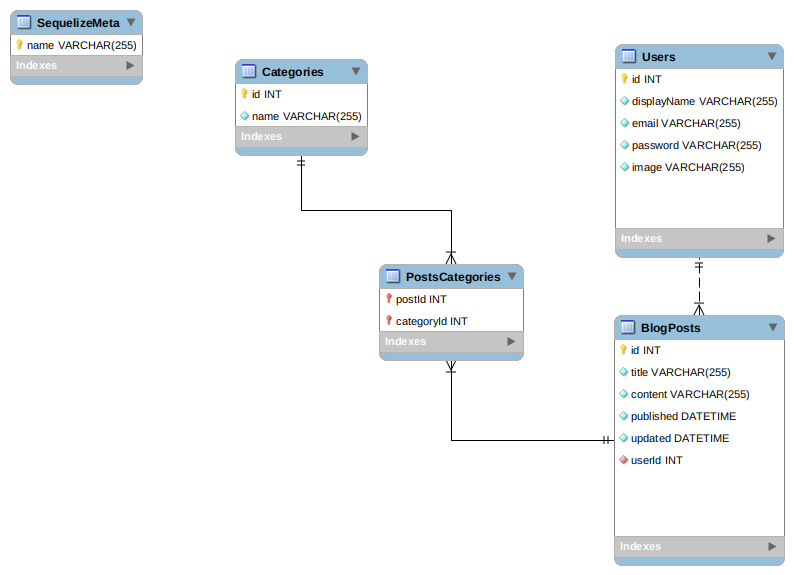 SequelizeMeta
name VARCHAR(255)
Indexes
Categories
id INT
name VARCHAR(255)
Indexes
Users
id INT
displayName VARCHAR(255)
email VARCHAR(255)
password VARCHAR(255)
image VARCHAR(255)
Indexes
PostsCategories
postId INT
categoryId INT
Indexes
BlogPosts
id INT
title VARCHAR(255)
content VARCHAR(255)
published DATETIME
updated DATETIME
userId INT
Indexes